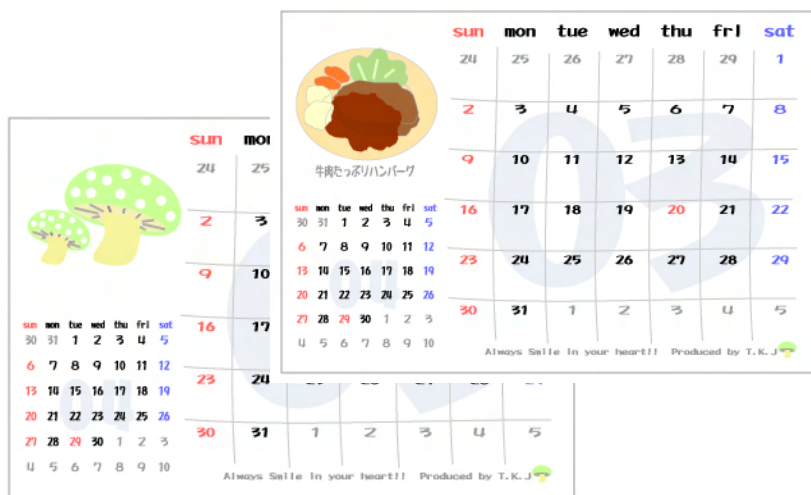 sun mon tue wed thu fri sat
24 25 26 27 28 29 1
2 3 4 5 6 7 8
9 10 11 12 13 14 15
16 17 18 19 20 21 22
23 24 25 26 27 28 29
30 31 1 2 3 4 5
03
牛肉たっぷりハンバーグ
sun mon tue wed thu fri sat
30 31 1 2 3 4 5
6 7 8 9 10 11 12
13 14 15 16 17 18 19
20 21 22 23 24 25 26
27 28 29 30 1 2 3
4 5 6 7 8 9 10
04
Always Smile in your heart!! Produced by T.K.J
sun mon
24 25
2 3
9 10
16 17
23 24
30 31 1 2 3 4 5
sun mon tue wed thu fri sat
30 31 1 2 3 4 5
6 7 8 9 10 11 12
13 14 15 16 17 18 19
20 21 22 23 24 25 26
27 28 29 30 1 2 3
4 5 6 7 8 9 10
04
Always Smile in your heart!! Produced by T.K.J